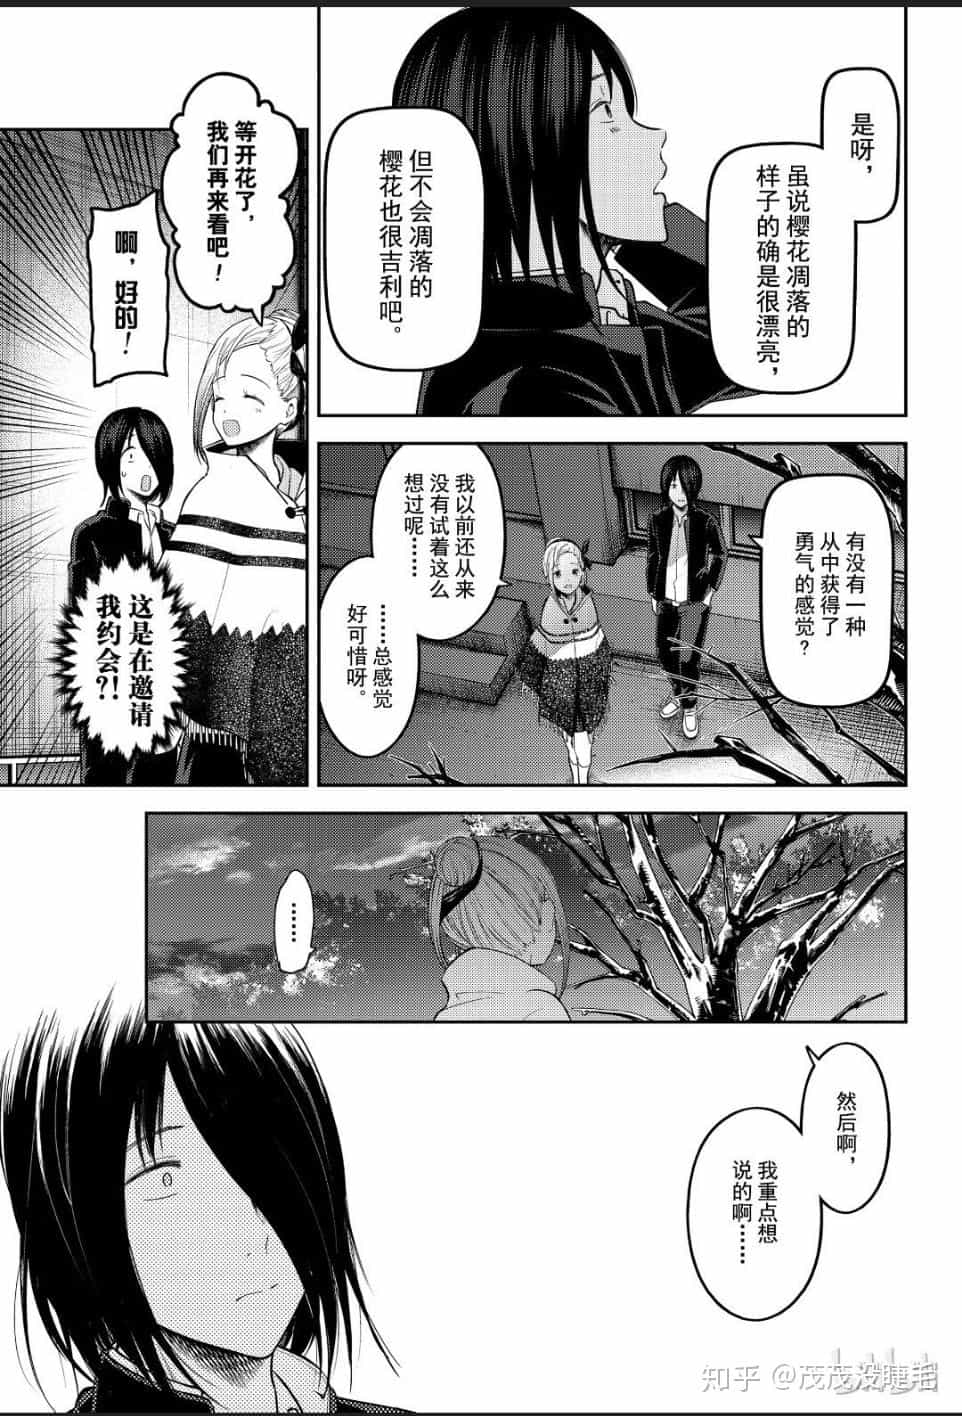 是呀，
虽说樱花凋落的
样子的确是很漂亮，
但不会凋落的
樱花也很吉利吧。
等开花了，
我们再来看吧！
啊，好的！
这是在邀请
我约会？！
有没有一种
从中获得了
勇气的感觉？
我以前还从来
没有试着这么
想过呢……
……总感觉
好可惜呀。
……
然后啊，
我重点想
说的啊……
知乎 @茂茂没睫毛